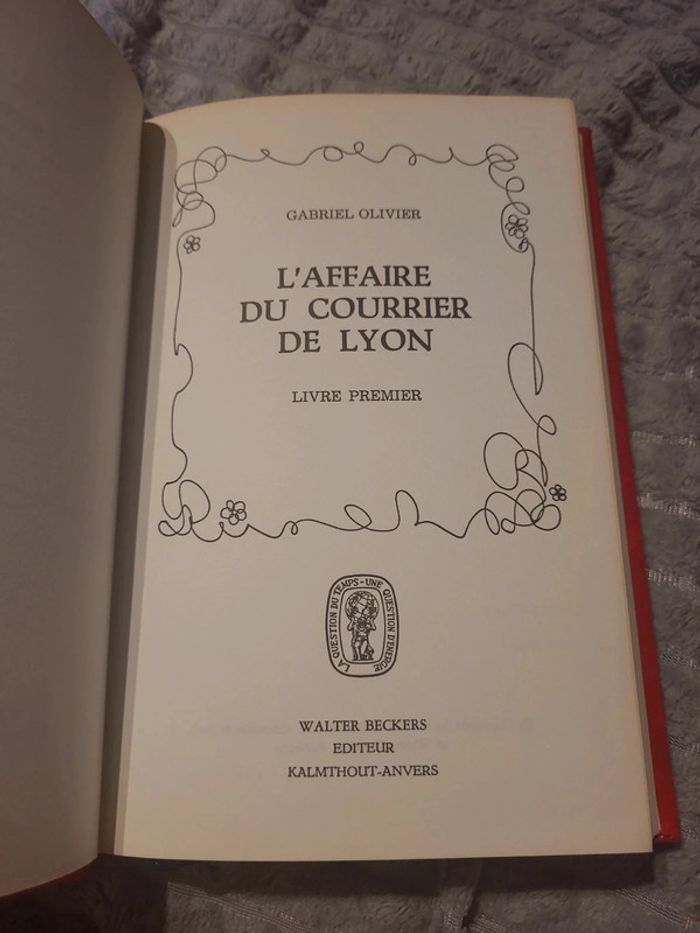 GABRIEL OLIVIER
L'AFFAIRE
DU COURRIER
DE LYON
LIVRE PREMIER
LA QUESTION DU TEMPS-UNE QUESTION D'ENERGIE
WALTER BECKERS
EDITEUR
KALMTHOUT-ANVERS